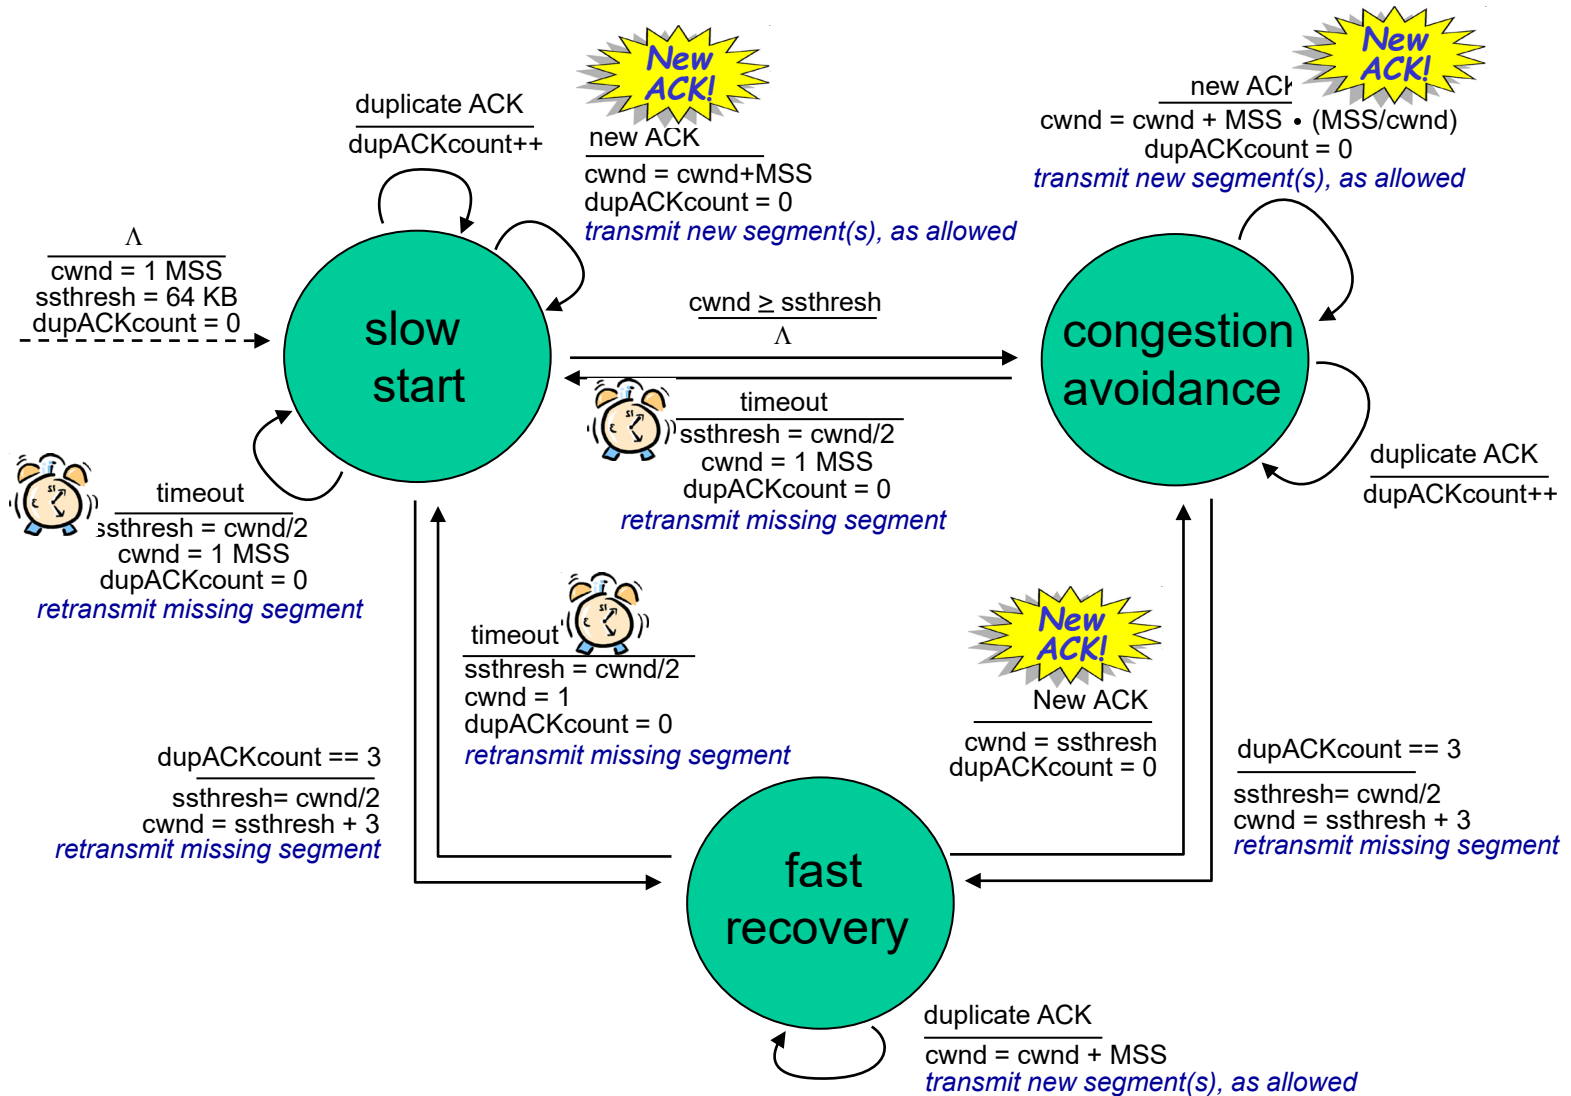 New
ACK!
duplicate ACK
dupACKcount++
new ACK
cwnd = cwnd+MSS
dupACKcount = 0
transmit new segment(s), as allowed
New
ACK!
new ACK
cwnd = cwnd + MSS • (MSS/cwnd)
dupACKcount = 0
transmit new segment(s), as allowed
Λ
cwnd = 1 MSS
ssthresh = 64 KB
dupACKcount = 0
slow
start
cwnd ≥ ssthresh
Λ
congestion
avoidance
timeout
ssthresh = cwnd/2
cwnd = 1 MSS
dupACKcount = 0
retransmit missing segment
duplicate ACK
dupACKcount++
timeout
ssthresh = cwnd/2
cwnd = 1 MSS
dupACKcount = 0
retransmit missing segment
timeout
ssthresh = cwnd/2
cwnd = 1
dupACKcount = 0
retransmit missing segment
New
ACK!
New ACK
cwnd = ssthresh
dupACKcount = 0
dupACKcount == 3
ssthresh= cwnd/2
cwnd = ssthresh + 3
retransmit missing segment
dupACKcount == 3
ssthresh= cwnd/2
cwnd = ssthresh + 3
retransmit missing segment
fast
recovery
duplicate ACK
cwnd = cwnd + MSS
transmit new segment(s), as allowed